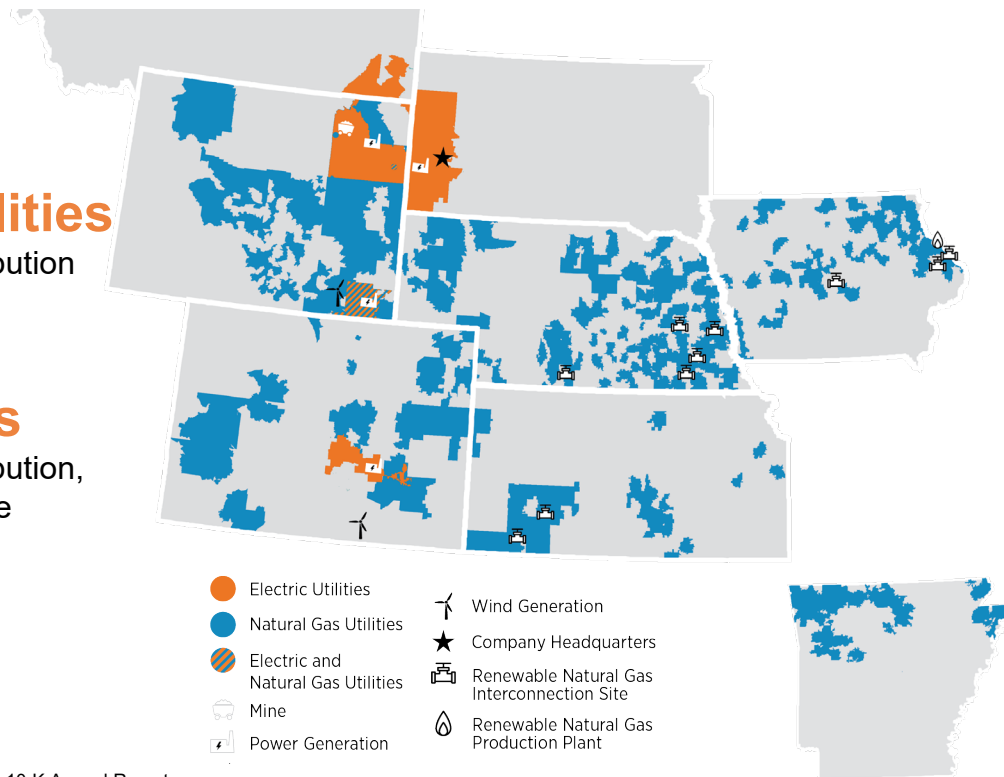 lities
bution
s
bution,
e
Electric Utilities
Natural Gas Utilities
Electric and
Natural Gas Utilities
Mine
Power Generation
Wind Generation
Company Headquarters
Renewable Natural Gas
Interconnection Site
Renewable Natural Gas
Production Plant